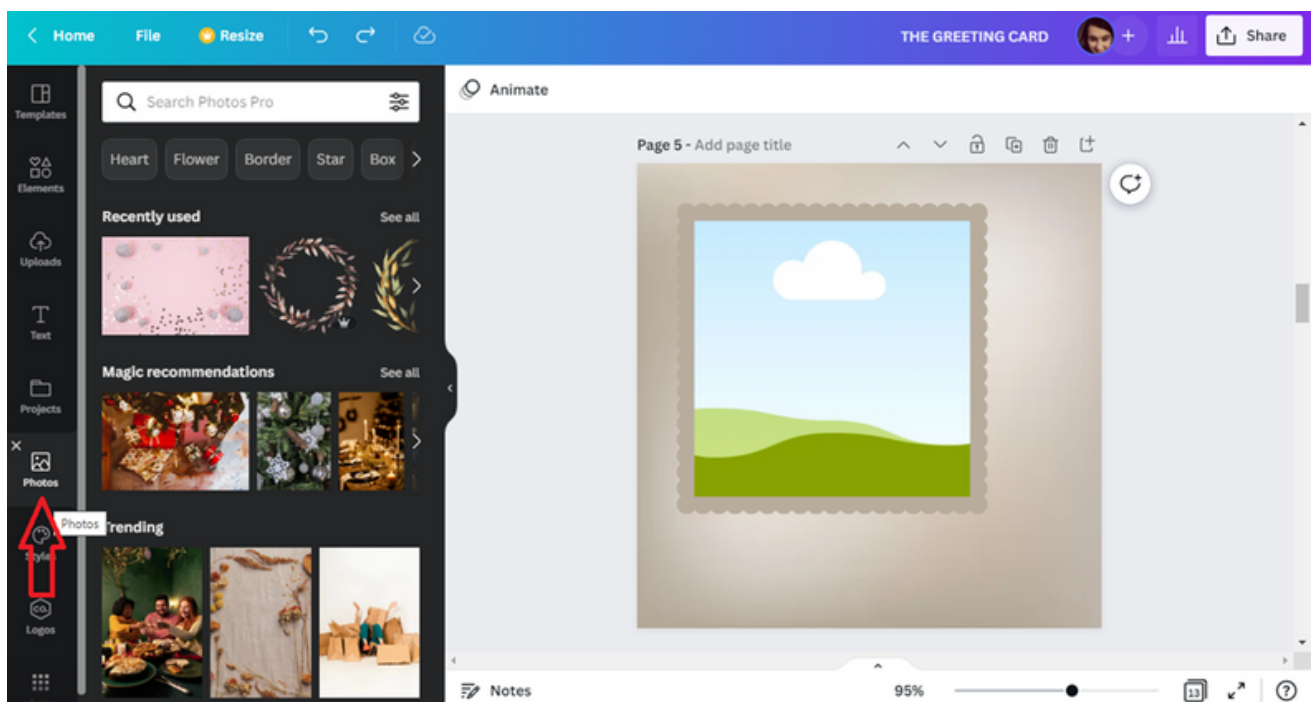 Home File Resize THE GREETING CARD + Share
Templates
Elements
Uploads
Text
Projects
Photos
Photos
Styles
CO.
Logos
Search Photos Pro
Heart Flower Border Star Box
Recently used See all
Magic recommendations See all
Trending
Animate
Page 5 - Add page title
Notes 95% 13 ?